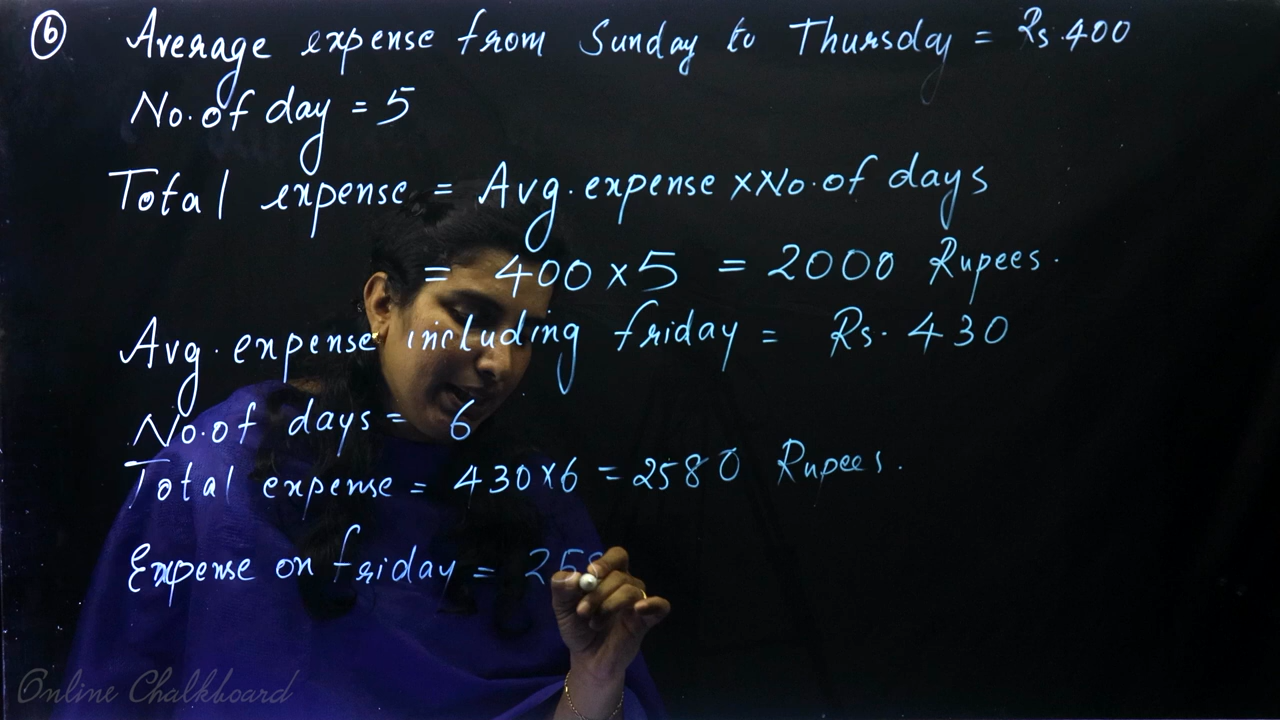 6 Average expense from Sunday to Thursday = Rs.400
No.of day = 5
Total expense = Avg.expense ×No.of days
= 400×5 = 2000 Rupees.
Avg.expense including friday = Rs. 430
No.of days = 6
Total expense = 430×6 = 2580 Rupees.
Expense on friday = 258
Online Chalkboard